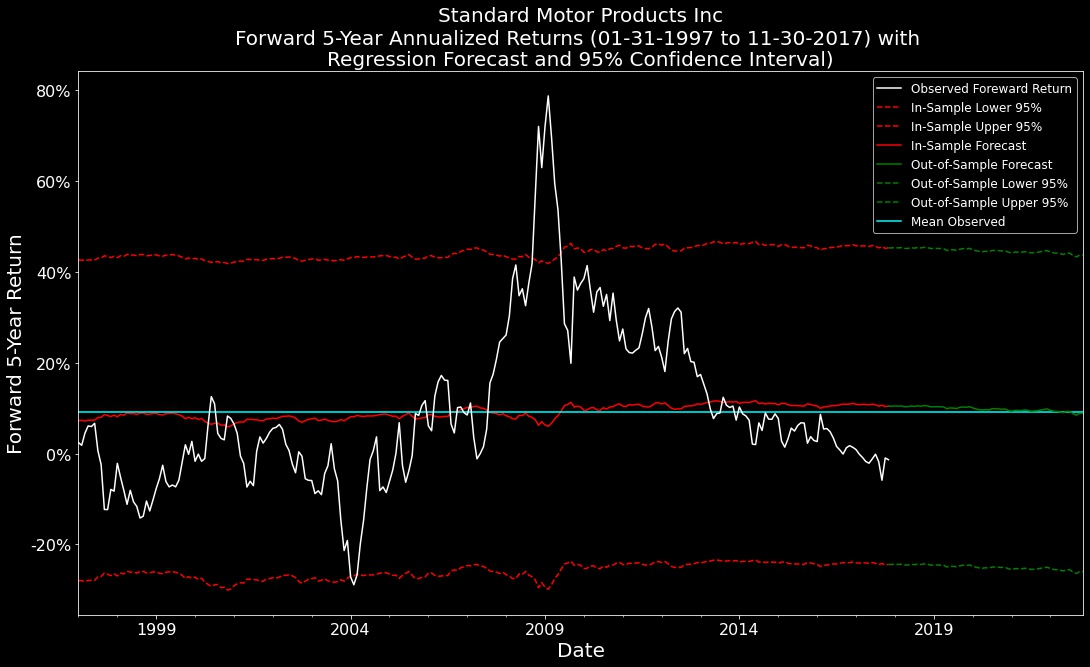 Standard Motor Products Inc
Forward 5-Year Annualized Returns (01-31-1997 to 11-30-2017) with
Regression Forecast and 95% Confidence Interval)
Observed Foreward Return
In-Sample Lower 95%
In-Sample Upper 95%
In-Sample Forecast
Out-of-Sample Forecast
Out-of-Sample Lower 95%
Out-of-Sample Upper 95%
Mean Observed
80%
60%
40%
20%
0%
-20%
Forward 5-Year Return
1999
2004
2009
2014
2019
Date